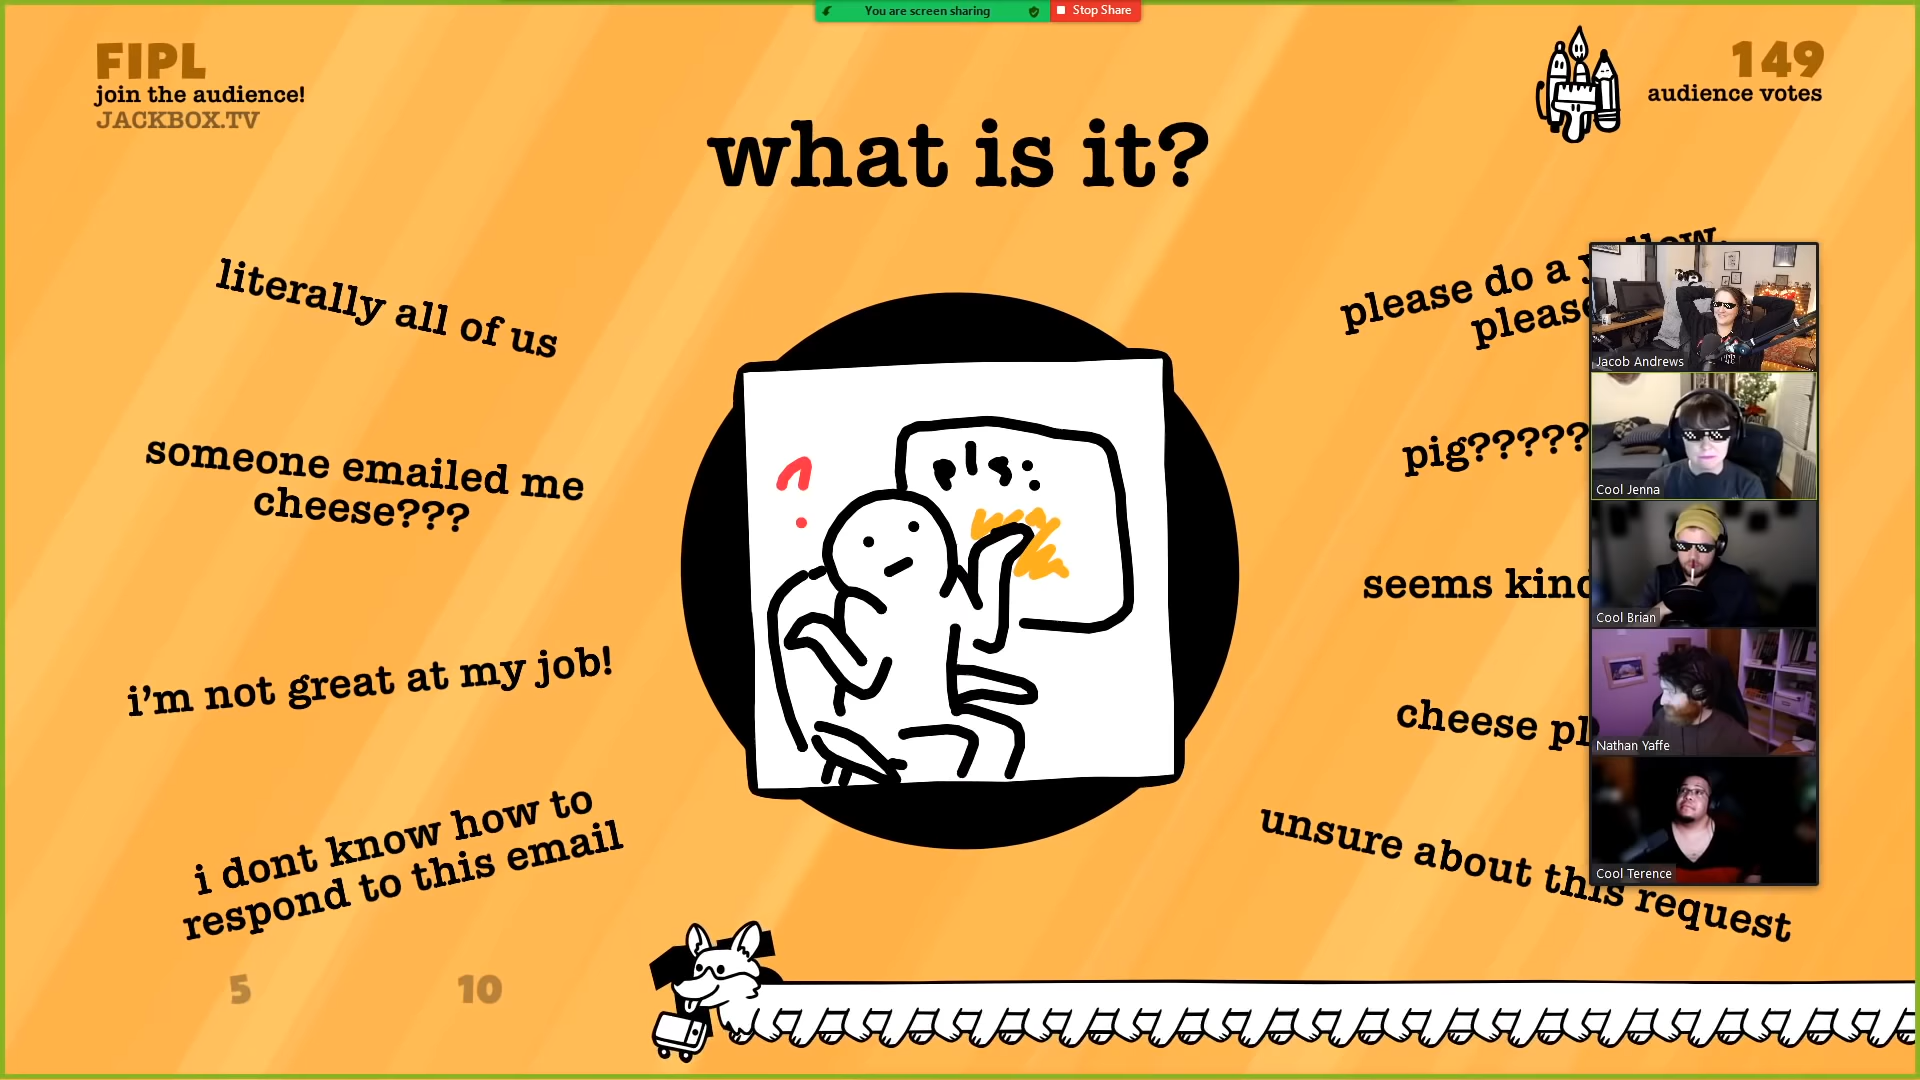 You are screen sharing
Stop Share
FIPL
join the audience!
JACKBOX.TV
149
audience votes
what is it?
literally all of us
someone emailed me
cheese???
i'm not great at my job!
i dont know how to
respond to this email
pls:
please do a
pig?????
seems
cheese
unsure about this request
Jacob Andrews
Cool Jenna
Cool Brian
Nathan Yaffe
Cool Terence
5
10